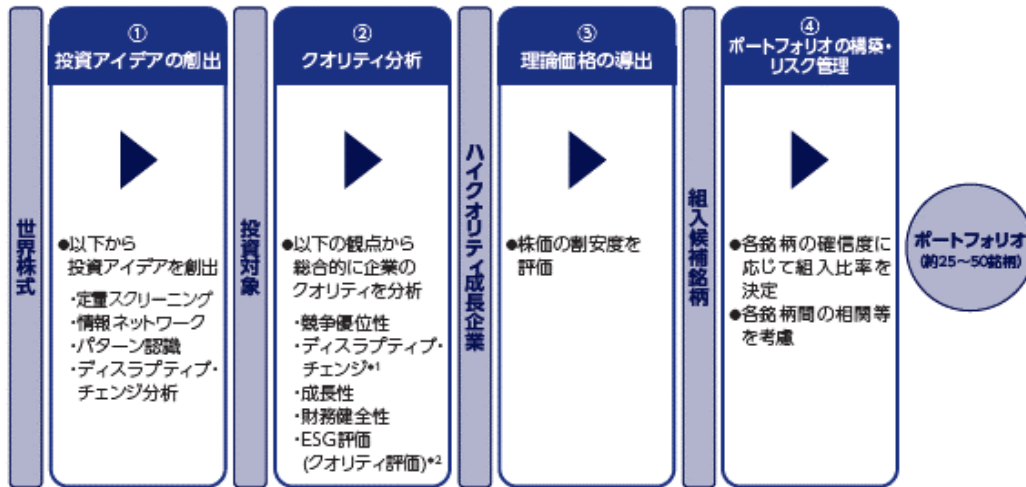 世界株式
①
投資アイデアの創出
●以下から
投資アイデアを創出
・定量スクリーニング
・情報ネットワーク
・パターン認識
・ディスラプティブ・
チェンジ分析
投資対象
②
クオリティ分析
●以下の観点から
総合的に企業の
クオリティを分析
・競争優位性
・ディスラプティブ・
チェンジ*1
・成長性
・財務健全性
・ESG評価
(クオリティ評価)*2
ハイクオリティ成長企業
③
理論価格の導出
●株価の割安度を
評価
組入候補銘柄
④
ポートフォリオの構築・
リスク管理
●各銘柄の確信度に
応じて組入比率を
決定
●各銘柄間の相関等
を考慮
ポートフォリオ
(約25～50銘柄)